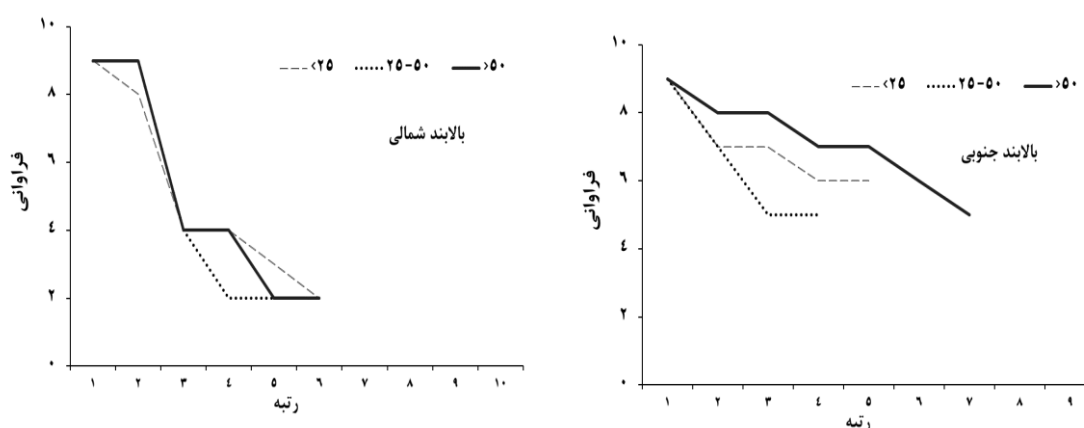 ۱۰
<۲۵ ۲۵-۵۰ >۵۰
۸
بالابند شمالی
۶
فراوانی
۴
۲
۰
۱ ۲ ۳ ۴ ۵ ۶ ۷ ۸ ۹ ۱۰
رتبه
۱۰
<۲۵ ۲۵-۵۰ >۵۰
۸
بالابند جنوبی
۶
فراوانی
۴
۲
۰
۱ ۲ ۳ ٤ ۵ ۶ ۷ ۸ ۹
رتبه